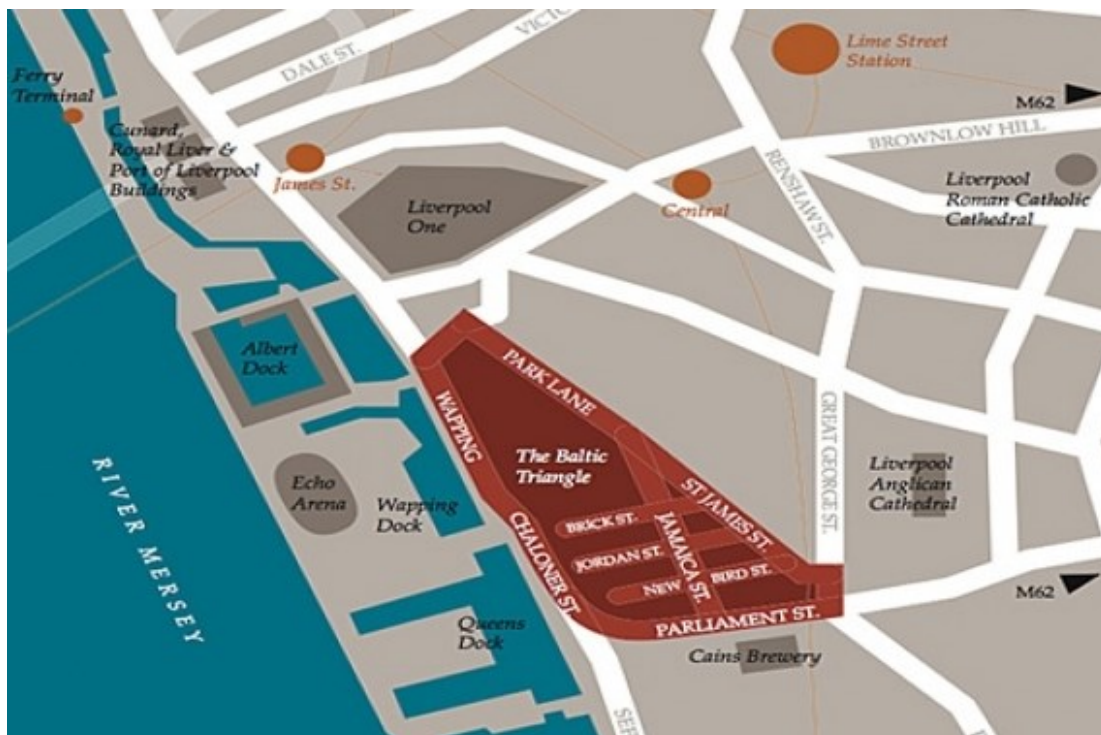 DALE ST.
VICTO
Lime Street
Station
Ferry
Terminal
M62
Cunard,
Royal Liver &
Port of Liverpool
Buildings
BROWNLOW HILL
James St.
Liverpool
One
Central
RENSHAW ST.
Liverpool
Roman Catholic
Cathedral
Albert
Dock
PARK LANE
WAPPING
The Baltic
Triangle
GREAT GEORGE ST.
Liverpool
Anglican
Cathedral
RIVER MERSEY
Echo
Arena
Wapping
Dock
CHALONER ST.
BRICK ST.
ST JAMES ST.
JORDAN ST.
JAMAICA ST.
NEW BIRD ST.
M62
PARLIAMENT ST.
Queens
Dock
Cains Brewery
SEF